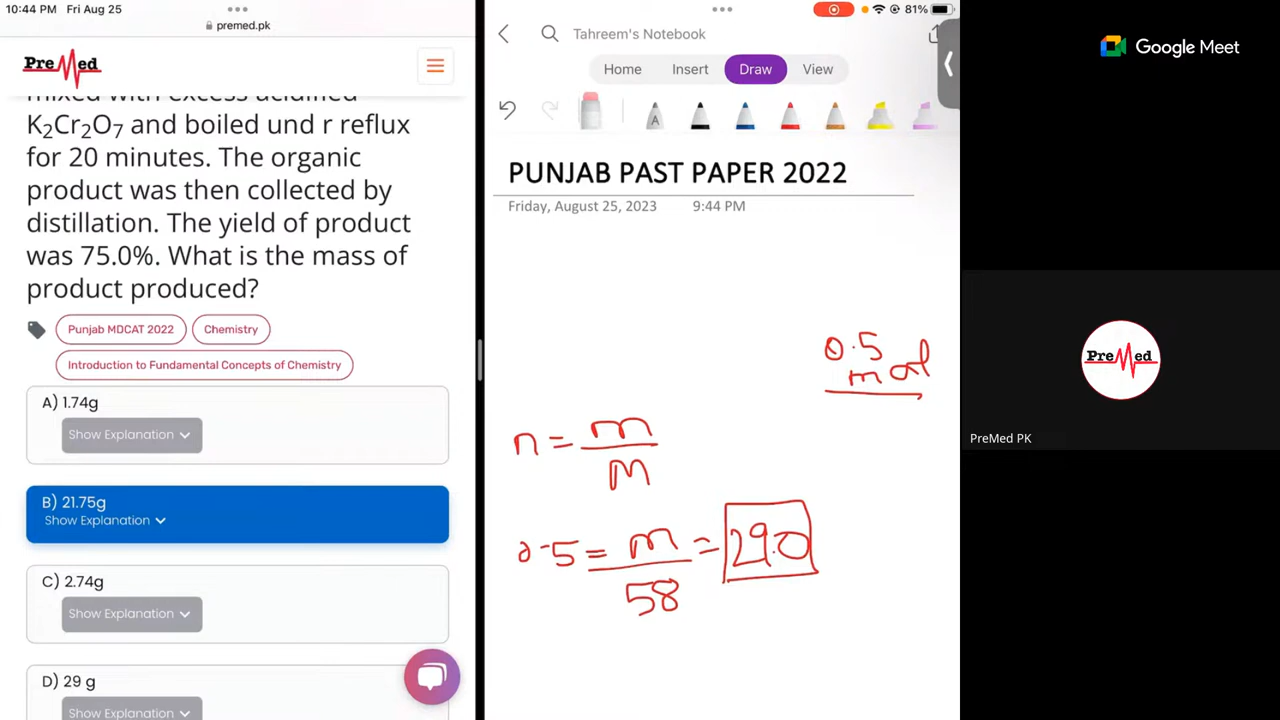 10:44 PM Fri Aug 25
premed.pk
PreMed
mixed with excess acidified
K₂Cr₂O₇ and boiled und r reflux
for 20 minutes. The organic
product was then collected by
distillation. The yield of product
was 75.0%. What is the mass of
product produced?
Punjab MDCAT 2022
Chemistry
Introduction to Fundamental Concepts of Chemistry
A) 1.74g
Show Explanation
B) 21.75g
Show Explanation
C) 2.74g
Show Explanation
D) 29 g
Show Explanation
81%
Tahreem's Notebook
Home Insert Draw View
A
PUNJAB PAST PAPER 2022
Friday, August 25, 2023 9:44 PM
0.5
mol
n = m
M
0.5 = m = 29.0
58
Google Meet
PreMed
PreMed PK